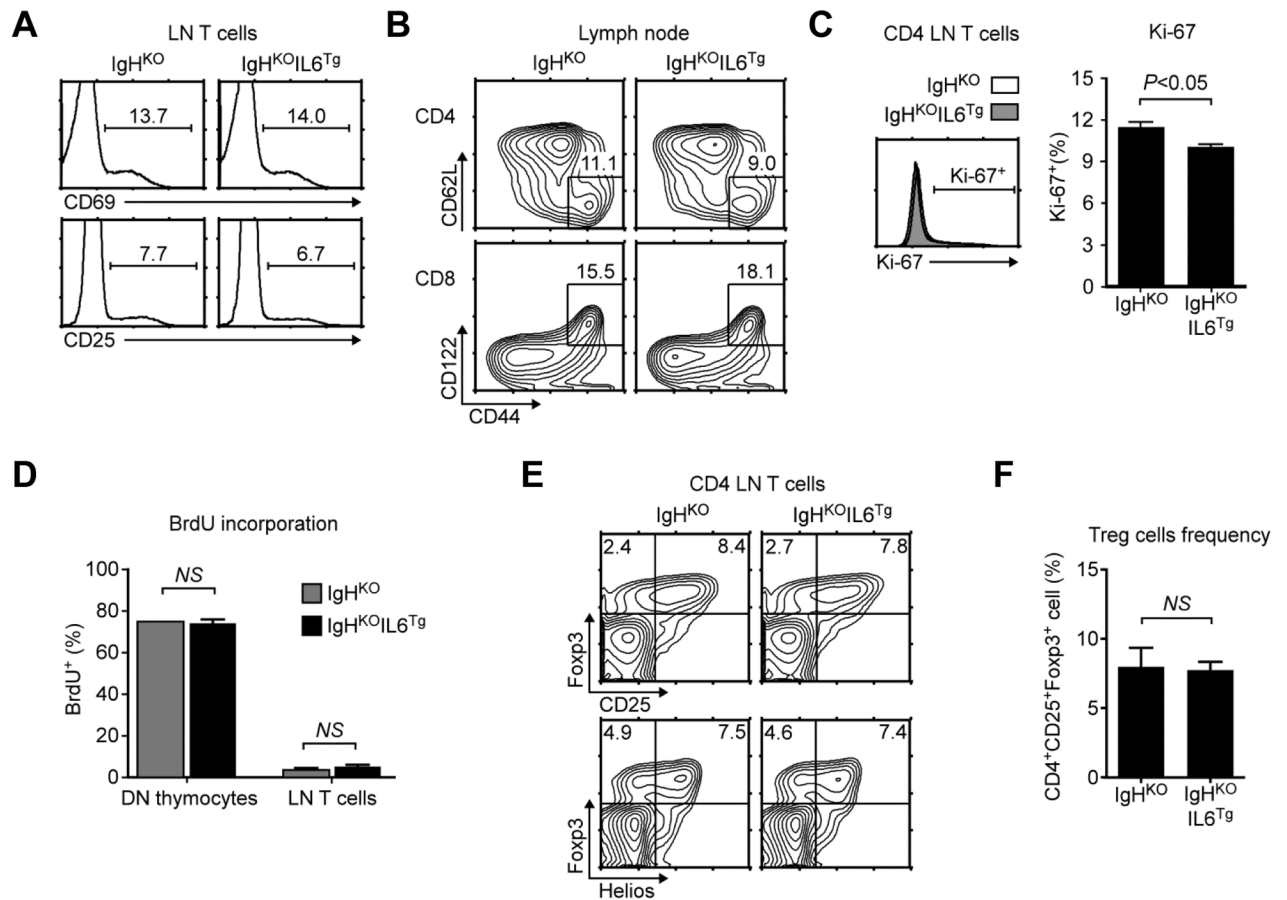 A
LN T cells
IgH^KO IgH^KOIL6^Tg
13.7 14.0
CD69
7.7 6.7
CD25
B
Lymph node
IgH^KO IgH^KOIL6^Tg
CD4
CD62L
11.1 9.0
CD8
CD122
15.5 18.1
CD44
C
CD4 LN T cells
IgH^KO
IgH^KOIL6^Tg
Ki-67+
Ki-67
Ki-67
P<0.05
Ki-67+(%)
15
12
9
6
3
0
IgH^KO IgH^KO
IL6^Tg
D
BrdU incorporation
BrdU+ (%)
100
80
60
40
20
0
NS
NS
IgH^KO
IgH^KOIL6^Tg
DN thymocytes LN T cells
E
CD4 LN T cells
IgH^KO IgH^KOIL6^Tg
2.4 8.4 2.7 7.8
Foxp3
CD25
4.9 7.5 4.6 7.4
Foxp3
Helios
F
Treg cells frequency
CD4+CD25+Foxp3+ cell (%)
15
10
5
0
NS
IgH^KO IgH^KO
IL6^Tg